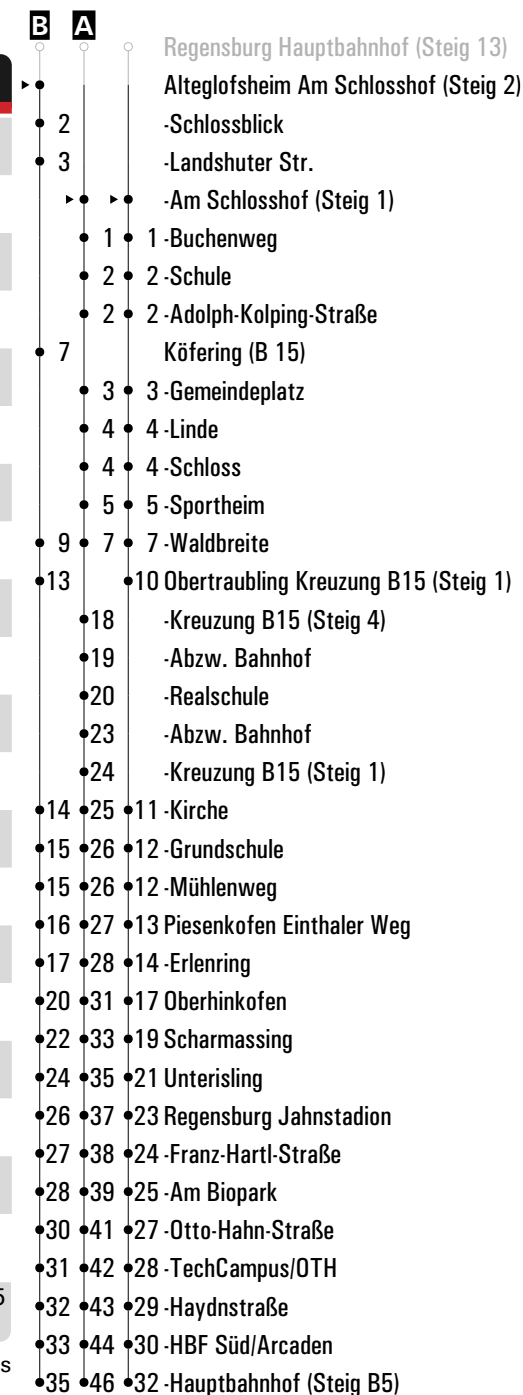 B A
Regensburg Hauptbahnhof (Steig 13)
Alteglofsheim Am Schlosshof (Steig 2)
2 -Schlossblick
3 -Landshuter Str.
-Am Schlosshof (Steig 1)
1 1 -Buchenweg
2 2 -Schule
2 2 -Adolph-Kolping-Straße
7 Köfering (B 15)
3 3 -Gemeindeplatz
4 4 -Linde
4 4 -Schloss
5 5 -Sportheim
9 7 7 -Waldbreite
13 10 Obertraubling Kreuzung B15 (Steig 1)
18 -Kreuzung B15 (Steig 4)
19 -Abzw. Bahnhof
20 -Realschule
23 -Abzw. Bahnhof
24 -Kreuzung B15 (Steig 1)
14 25 11 -Kirche
15 26 12 -Grundschule
15 26 12 -Mühlenweg
16 27 13 Piesenkofen Einthaler Weg
17 28 14 -Erlenring
20 31 17 Oberhinkofen
22 33 19 Scharmassing
24 35 21 Unterisling
26 37 23 Regensburg Jahnstadion
27 38 24 -Franz-Hartl-Straße
28 39 25 -Am Biopark
30 41 27 -Otto-Hahn-Straße
31 42 28 -TechCampus/OTH
32 43 29 -Haydnstraße
33 44 30 -HBF Süd/Arcaden
35 46 32 -Hauptbahnhof (Steig B5)